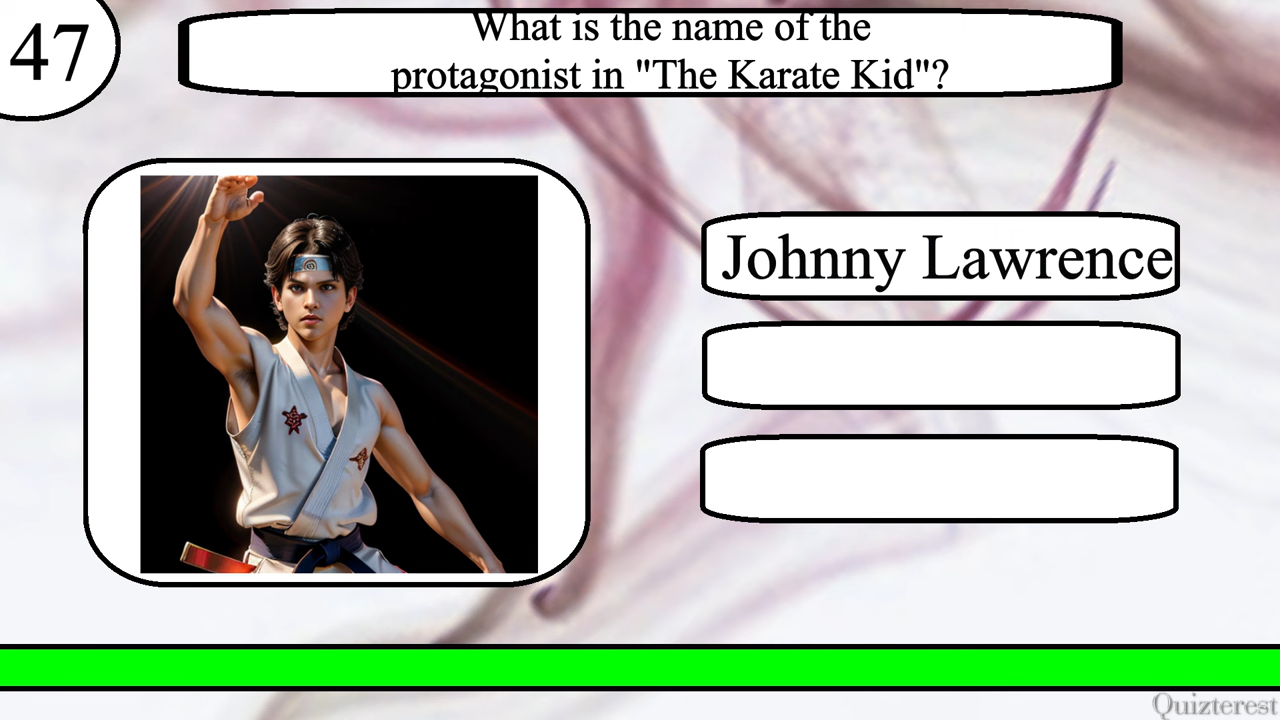 47
What is the name of the
protagonist in "The Karate Kid"?
Johnny Lawrence
Quizterest